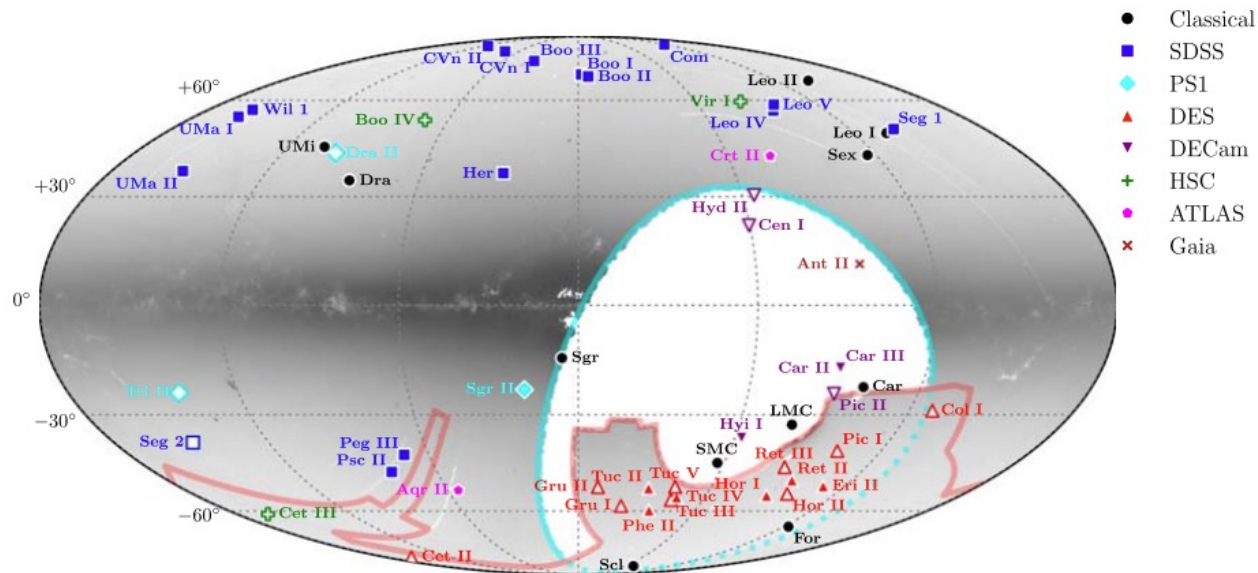 Classical
SDSS
PS1
DES
DECam
HSC
ATLAS
Gaia
+60°
+30°
0°
−30°
−60°
CVn II
CVn I
Boo III
Boo I
Boo II
Com
Leo II
Wil 1
UMa I
Boo IV
Vir I
Leo V
Leo IV
Seg 1
Leo I
UMi
Dra II
Crt II
Sex
UMa II
Dra
Her
Hyd II
Cen I
Ant II
Sgr
Car II
Car III
Tri II
Sgr II
Car
Pic II
Col I
LMC
Hyi I
Seg 2
Peg III
Psc II
SMC
Ret III
Pic I
Ret II
Aqr II
Gru II
Tuc II
Tuc V
Hor I
Eri II
Gru I
Tuc IV
Tuc III
Hor II
Phe II
Cet III
For
Cet II
Scl